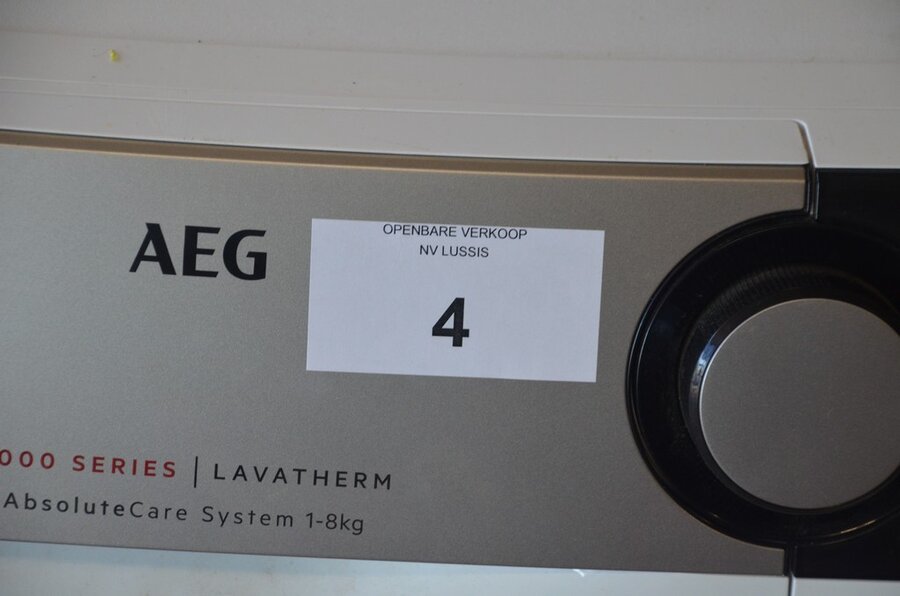 AEG
OPENBARE VERKOOP
NV LUSSIS
4
000 SERIES | LAVATHERM
AbsoluteCare System 1-8kg